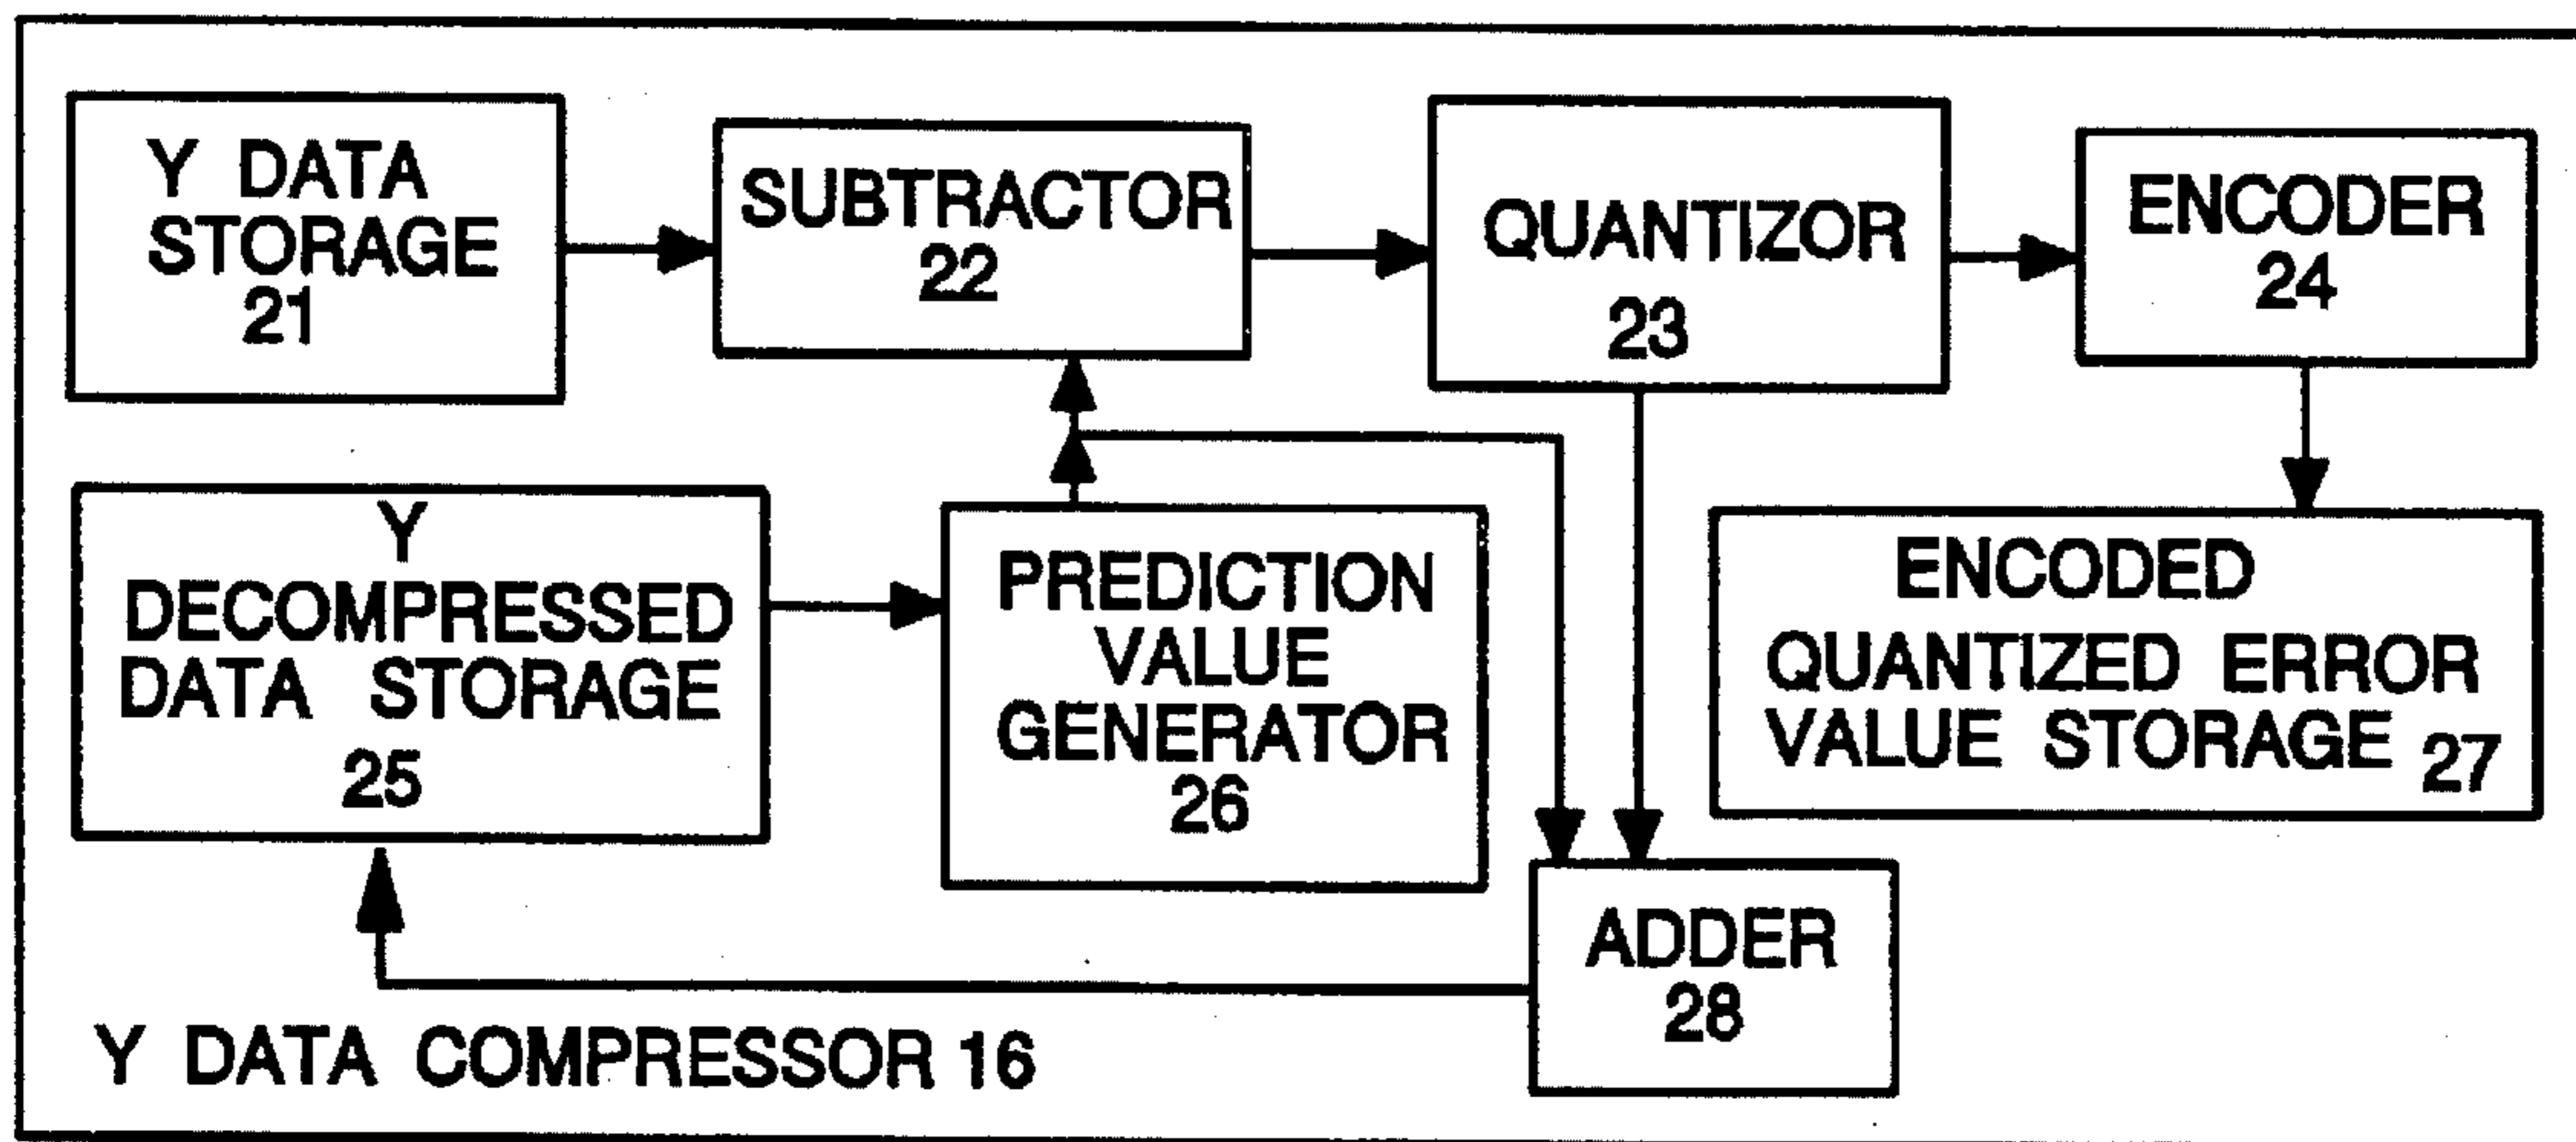 Y DATA
STORAGE
21
SUBTRACTOR
22
QUANTIZOR
23
ENCODER
24
Y
DECOMPRESSED
DATA STORAGE
25
PREDICTION
VALUE
GENERATOR
26
ENCODED
QUANTIZED ERROR
VALUE STORAGE 27
ADDER
28
Y DATA COMPRESSOR 16